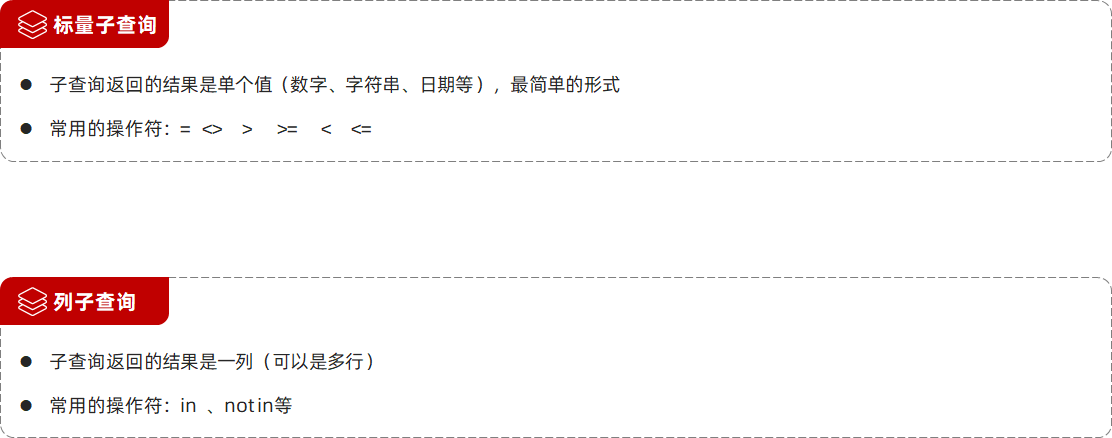 标量子查询
子查询返回的结果是单个值（数字、字符串、日期等），最简单的形式
常用的操作符：= <> > >= < <=
列子查询
子查询返回的结果是一列（可以是多行）
常用的操作符：in 、not in等